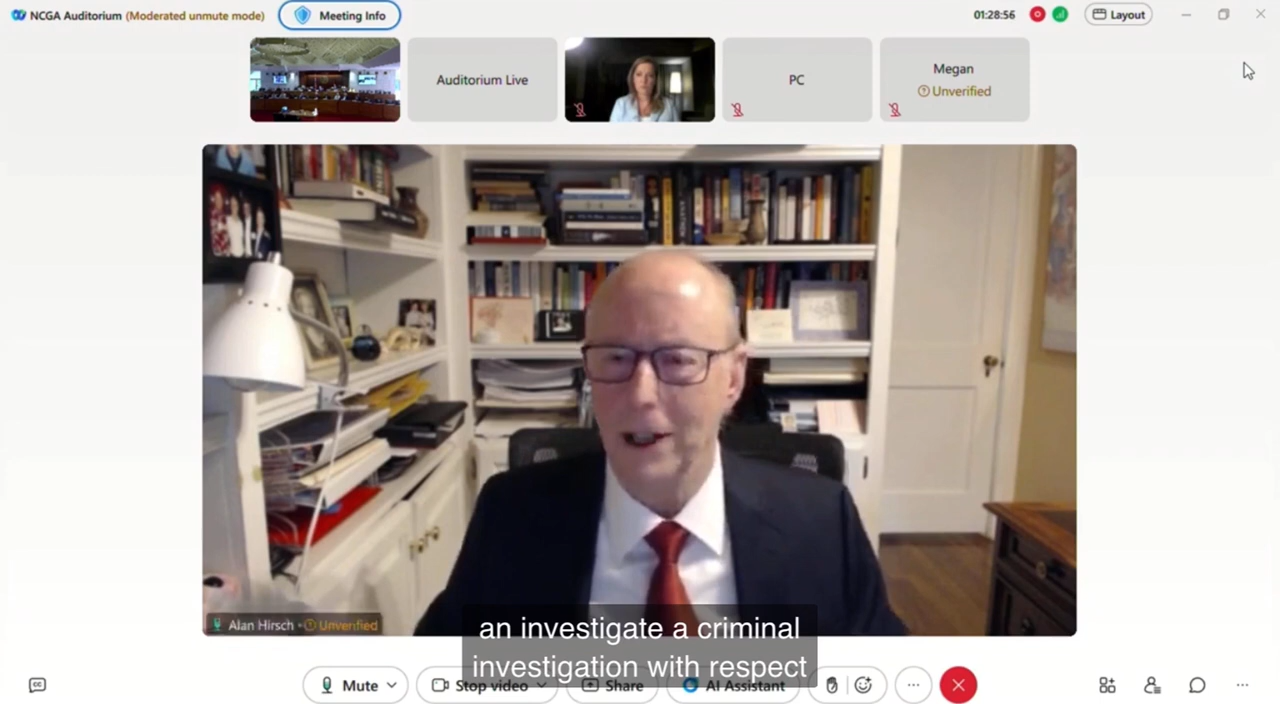 NCGA Auditorium (Moderated unmute mode)
Meeting Info
01:28:56
Layout
Auditorium Live
PC
Megan
Unverified
Alan Hirsch • Unverified
an investigate a criminal
investigation with respect
Mute
Stop video
Share
AI Assistant